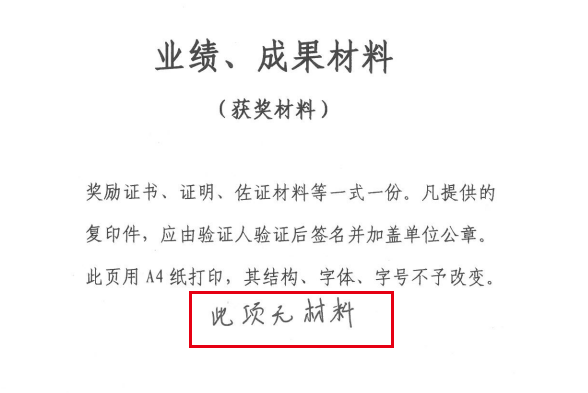 业绩、成果材料
（获奖材料）
奖励证书、证明、佐证材料等一式一份。凡提供的
复印件，应由验证人验证后签名并加盖单位公章。
此页用 A4 纸打印，其结构、字体、字号不予改变。
此项无材料